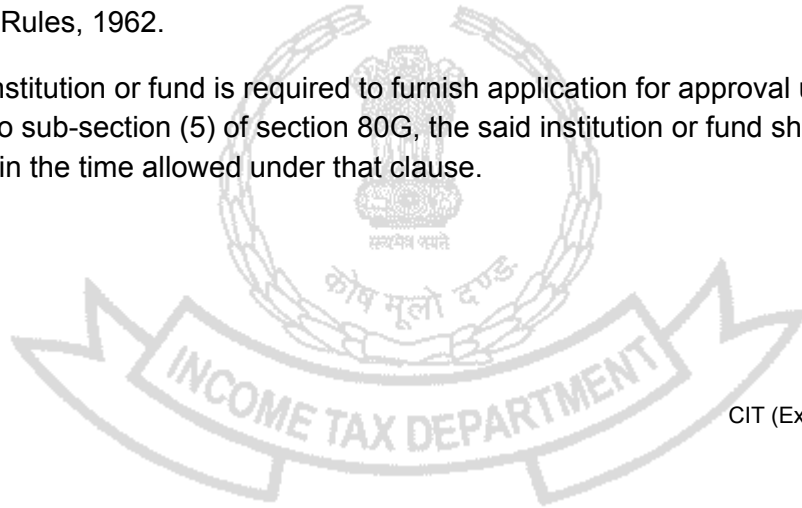 Rules, 1962.
nstitution or fund is required to furnish application for approval u
o sub-section (5) of section 80G, the said institution or fund sh
in the time allowed under that clause.
सत्यमेव जयते
कोष मूलो दण्डः
INCOME TAX DEPARTMENT
CIT (Ex